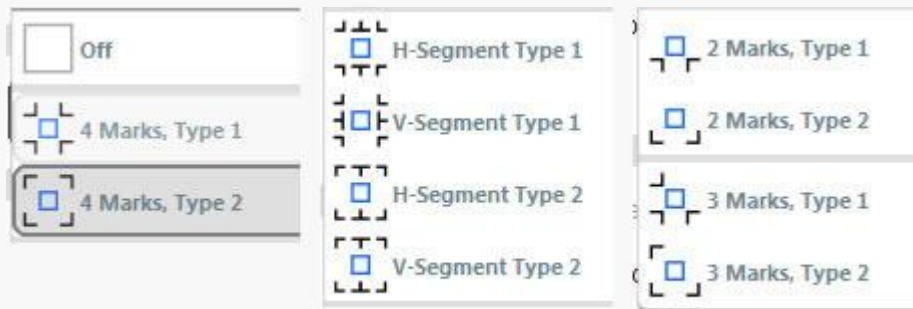 Off
4 Marks, Type 1
4 Marks, Type 2
H-Segment Type 1
V-Segment Type 1
H-Segment Type 2
V-Segment Type 2
2 Marks, Type 1
2 Marks, Type 2
3 Marks, Type 1
3 Marks, Type 2